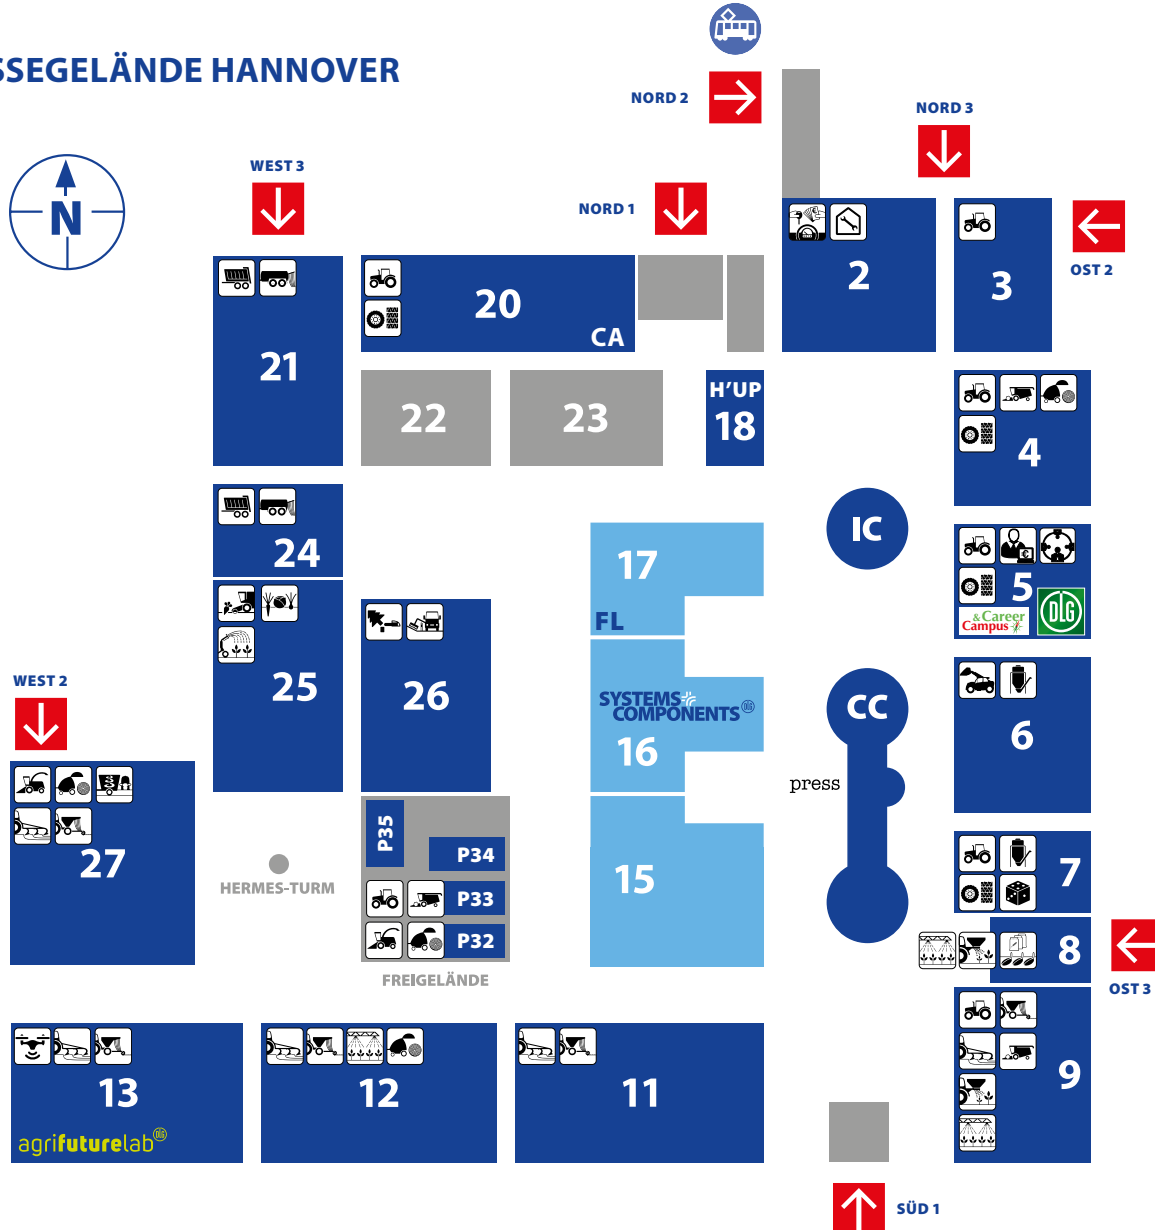 SSEGELÄNDE HANNOVER
NORD 2
NORD 3
WEST 3
N
NORD 1
OST 2
2
3
20
CA
21
22
23
H'UP
18
4
24
IC
17
FL
5
& Career
Campus
DLG
25
26
SYSTEMS
COMPONENTS
DLG
16
CC
6
WEST 2
press
27
P35
P34
P33
P32
HERMES-TURM
FREIGELÄNDE
15
7
8
OST 3
13
agrifuturelab
DLG
12
11
9
SÜD 1